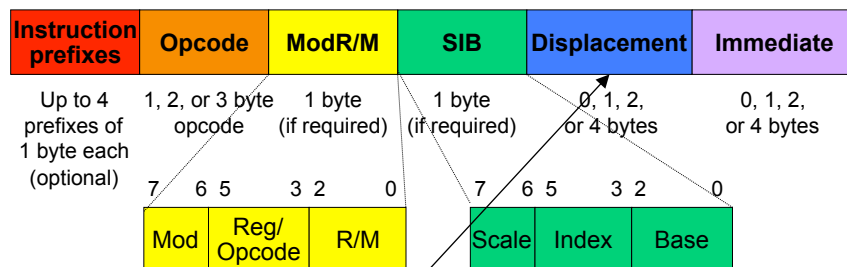 Instruction prefixes
Opcode
ModR/M
SIB
Displacement
Immediate
Up to 4
prefixes of
1 byte each
(optional)
1, 2, or 3 byte
opcode
1 byte
(if required)
1 byte
(if required)
0, 1, 2,
or 4 bytes
0, 1, 2,
or 4 bytes
7 6 5 3 2 0
7 6 5 3 2 0
Mod
Reg/
Opcode
R/M
Scale
Index
Base